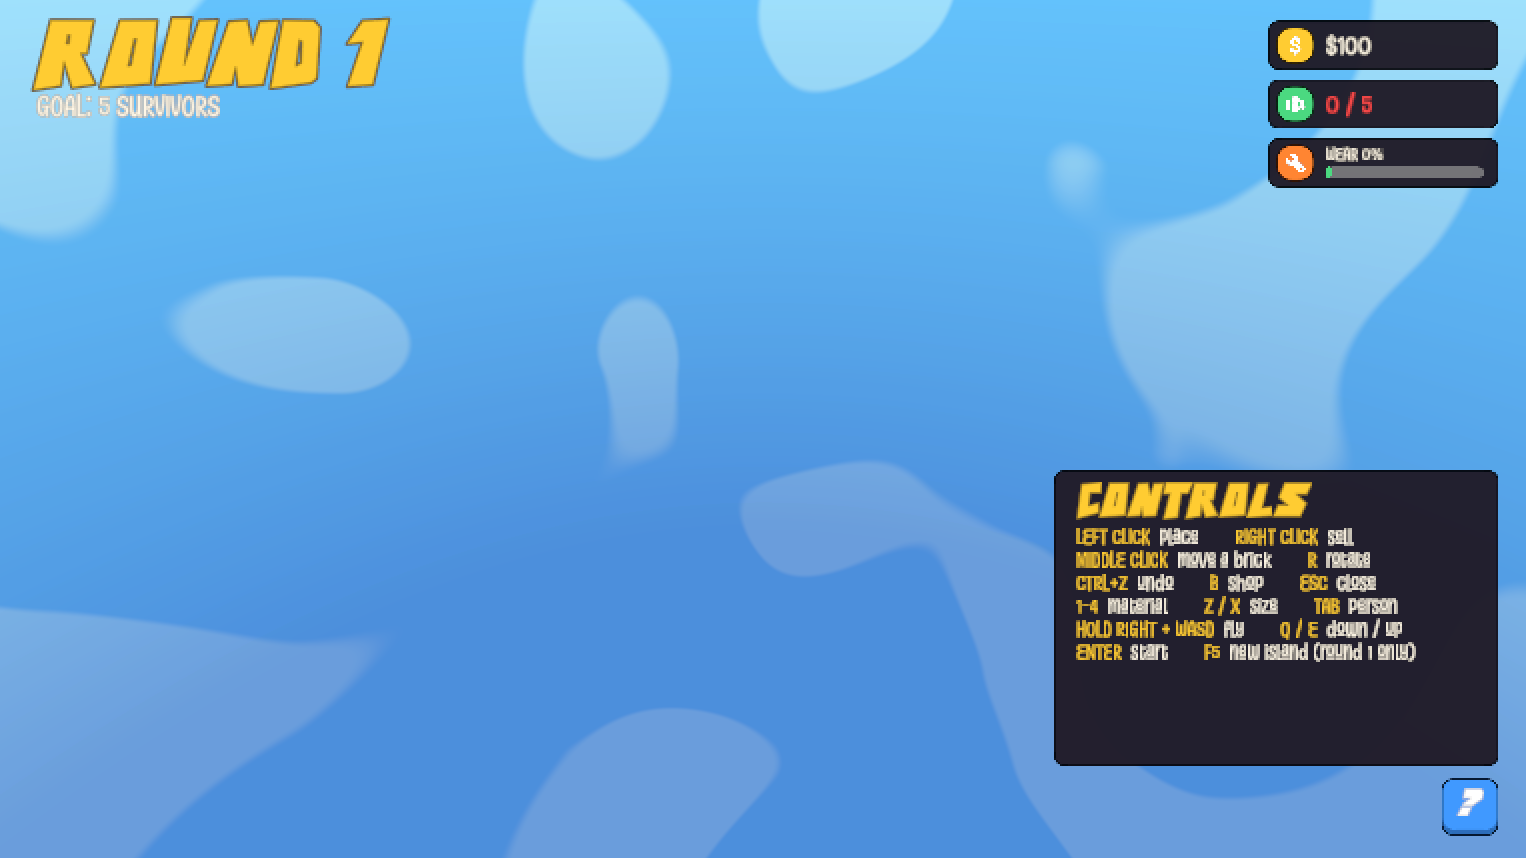 ROUND 1
GOAL: 5 SURVIVORS
$100
0 / 5
WEAR 0%
CONTROLS
LEFT CLICK place RIGHT CLICK sell
MIDDLE CLICK move a brick R rotate
CTRL+Z undo B shop ESC close
1-4 material Z / X size TAB person
HOLD RIGHT + WASD fly Q / E down / up
ENTER start F5 new island (round 1 only)
?